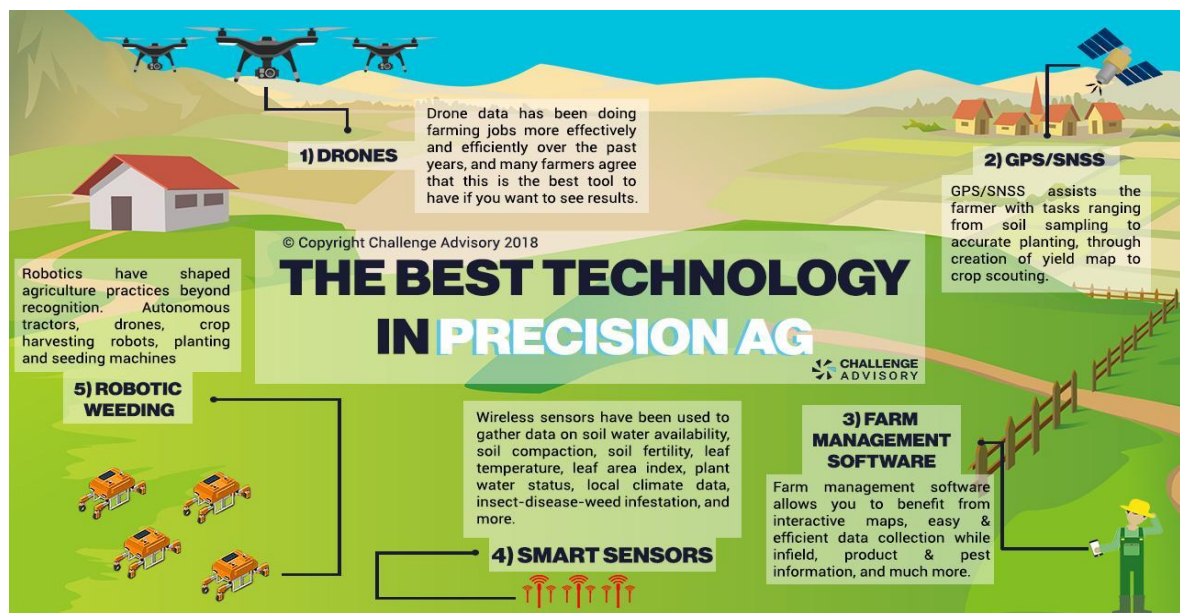 1) DRONES
Drone data has been doing
farming jobs more effectively
and efficiently over the past
years, and many farmers agree
that this is the best tool to
have if you want to see results.
2) GPS/SNSS
GPS/SNSS assists the
farmer with tasks ranging
from soil sampling to
accurate planting, through
creation of yield map to
crop scouting.
© Copyright Challenge Advisory 2018
THE BEST TECHNOLOGY
IN PRECISION AG
CHALLENGE
ADVISORY
Robotics have shaped
agriculture practices beyond
recognition. Autonomous
tractors, drones, crop
harvesting robots, planting
and seeding machines
5) ROBOTIC
WEEDING
Wireless sensors have been used to
gather data on soil water availability,
soil compaction, soil fertility, leaf
temperature, leaf area index, plant
water status, local climate data,
insect-disease-weed infestation, and
more.
4) SMART SENSORS
3) FARM
MANAGEMENT
SOFTWARE
Farm management software
allows you to benefit from
interactive maps, easy &
efficient data collection while
infield, product & pest
information, and much more.